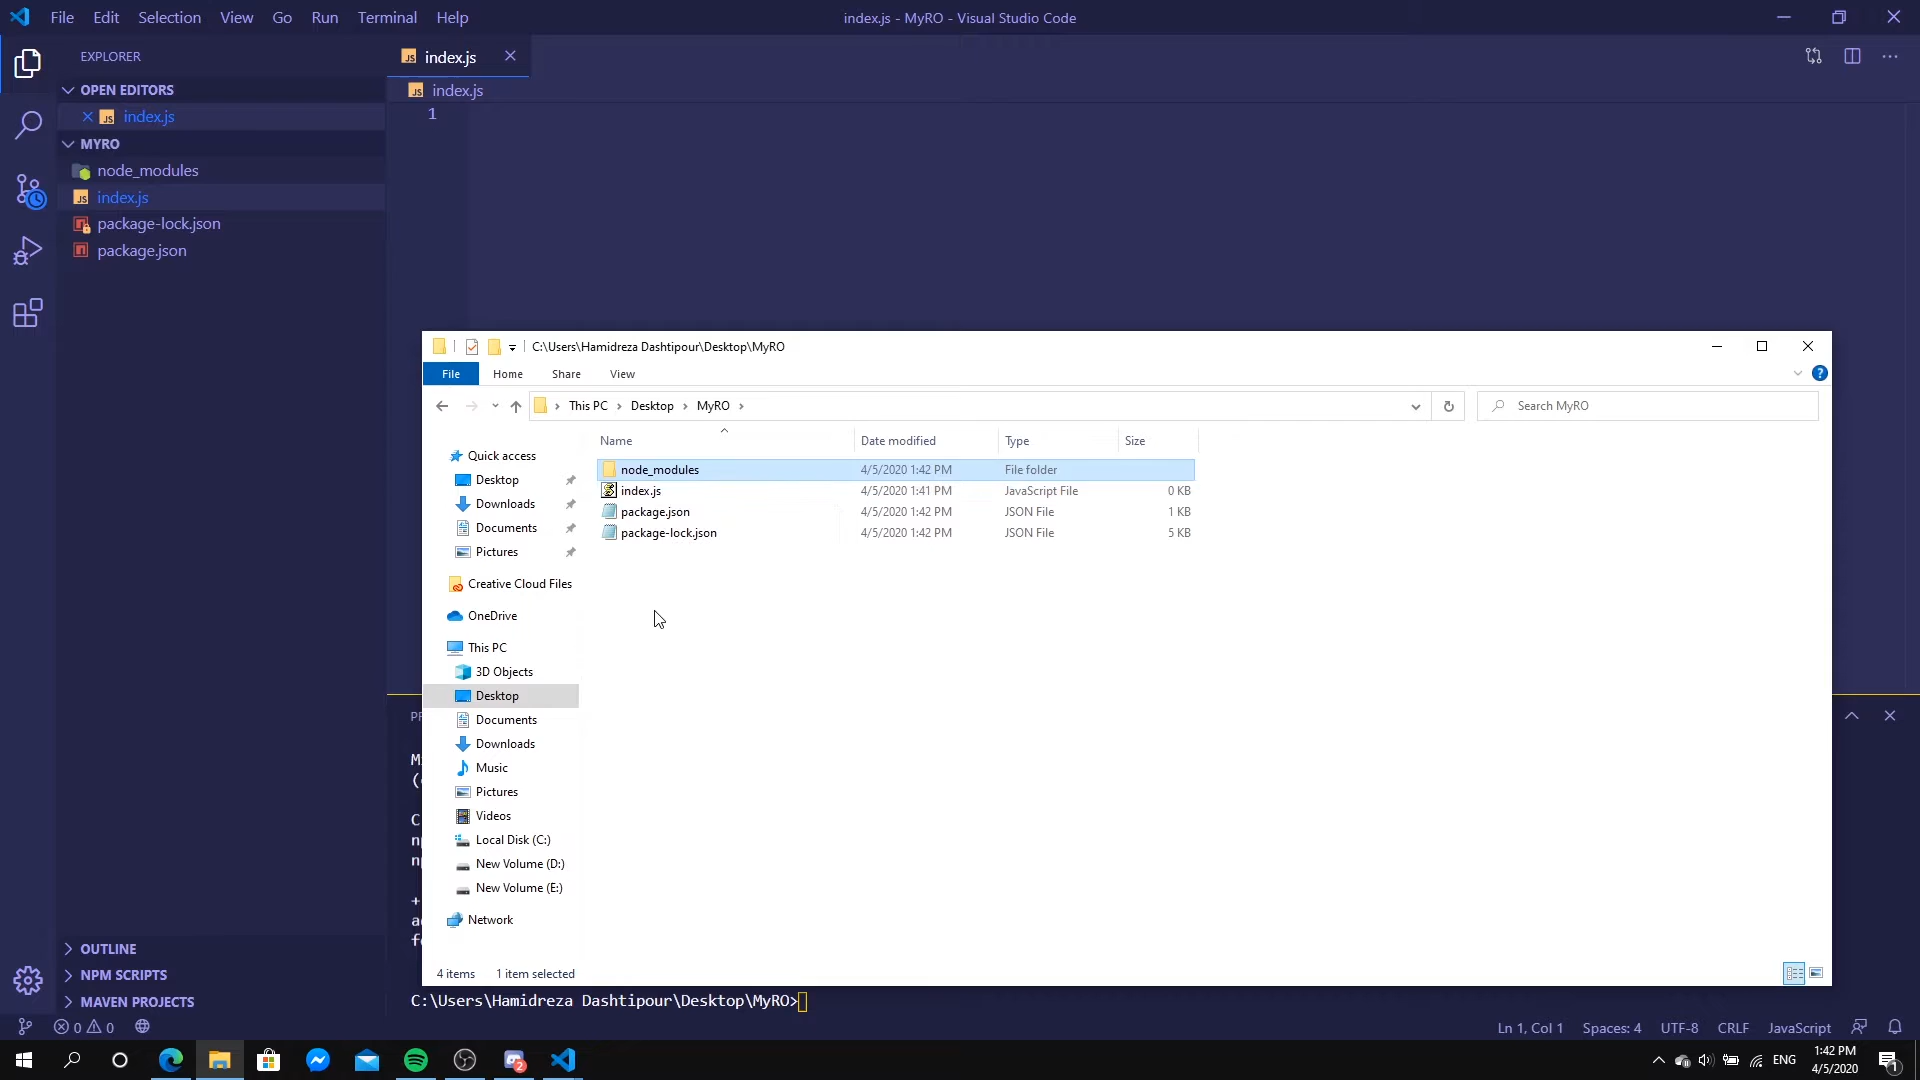 File Edit Selection View Go Run Terminal Help
index.js - MyRO - Visual Studio Code
EXPLORER
index.js
OPEN EDITORS
index.js
index.js
1
MYRO
node_modules
index.js
package-lock.json
package.json
C:\Users\Hamidreza Dashtipour\Desktop\MyRO
File Home Share View
This PC Desktop MyRO
Search MyRO
Name Date modified Type Size
Quick access
Desktop
Downloads
Documents
Pictures
Creative Cloud Files
OneDrive
This PC
3D Objects
Desktop
Documents
Downloads
Music
Pictures
Videos
Local Disk (C:)
New Volume (D:)
New Volume (E:)
Network
node_modules 4/5/2020 1:42 PM File folder
index.js 4/5/2020 1:41 PM JavaScript File 0 KB
package.json 4/5/2020 1:42 PM JSON File 1 KB
package-lock.json 4/5/2020 1:42 PM JSON File 5 KB
4 items 1 item selected
OUTLINE
NPM SCRIPTS
MAVEN PROJECTS
C:\Users\Hamidreza Dashtipour\Desktop\MyRO>
0 0
Ln 1, Col 1 Spaces: 4 UTF-8 CRLF JavaScript
2
ENG
1:42 PM
4/5/2020
1